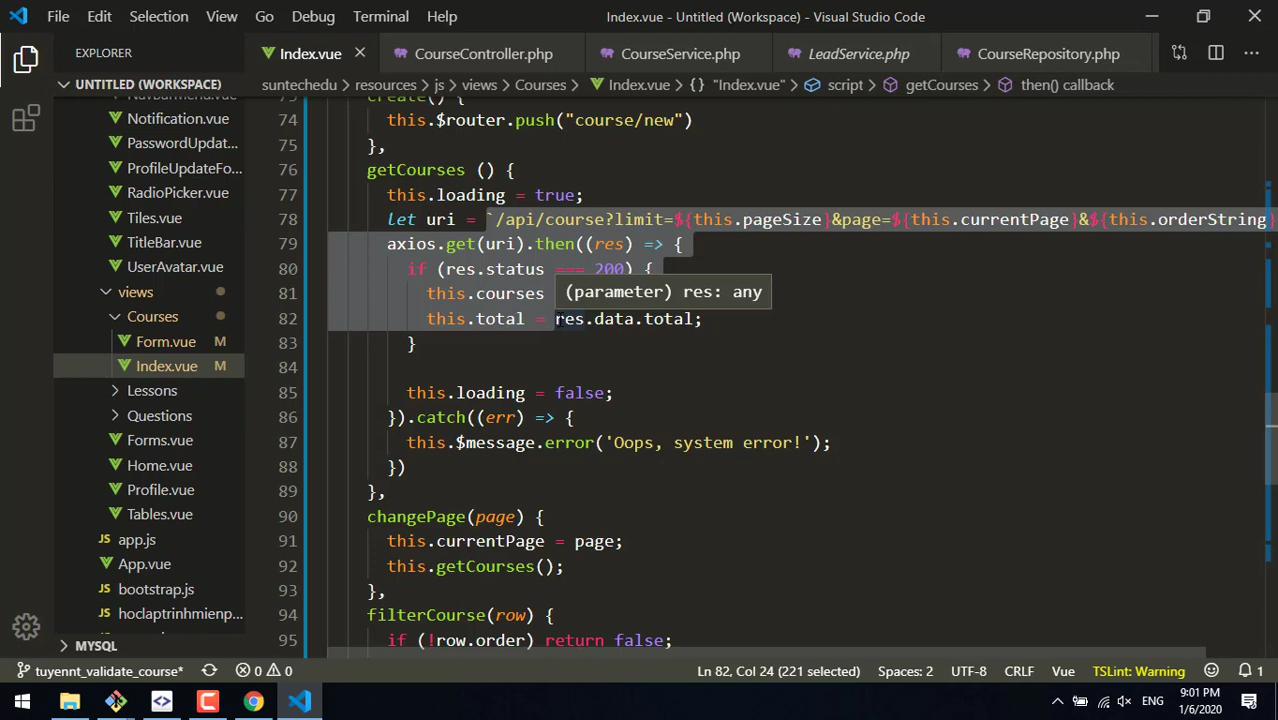 File Edit Selection View Go Debug Terminal Help
Index.vue - Untitled (Workspace) - Visual Studio Code
EXPLORER
Index.vue
CourseController.php
CourseService.php
LeadService.php
CourseRepository.php
UNTITLED (WORKSPACE)
suntechedu > resources > js > views > Courses > Index.vue > {} "Index.vue" > script > getCourses > then() callback
Notification.vue
PasswordUpdat...
ProfileUpdateFo...
RadioPicker.vue
Tiles.vue
TitleBar.vue
UserAvatar.vue
views
Courses
Form.vue M
Index.vue M
Lessons
Questions
Forms.vue
Home.vue
Profile.vue
Tables.vue
JS app.js
App.vue
JS bootstrap.js
JS hoclaptrinhmienp...
MYSQL
create() {
74 this.$router.push("course/new")
75 },
76 getCourses () {
77 this.loading = true;
78 let uri = `/api/course?limit=${this.pageSize}&page=${this.currentPage}&${this.orderString}
79 axios.get(uri).then((res) => {
80 if (res.status === 200) {
81 this.courses
(parameter) res: any
82 this.total = res.data.total;
83 }
84
85 this.loading = false;
86 }).catch((err) => {
87 this.$message.error('Oops, system error!');
88 })
89 },
90 changePage(page) {
91 this.currentPage = page;
92 this.getCourses();
93 },
94 filterCourse(row) {
95 if (!row.order) return false;
tuyennt_validate_course* 0 0
Ln 82, Col 24 (221 selected) Spaces: 2 UTF-8 CRLF Vue TSLint: Warning 1
ENG
9:01 PM
1/6/2020